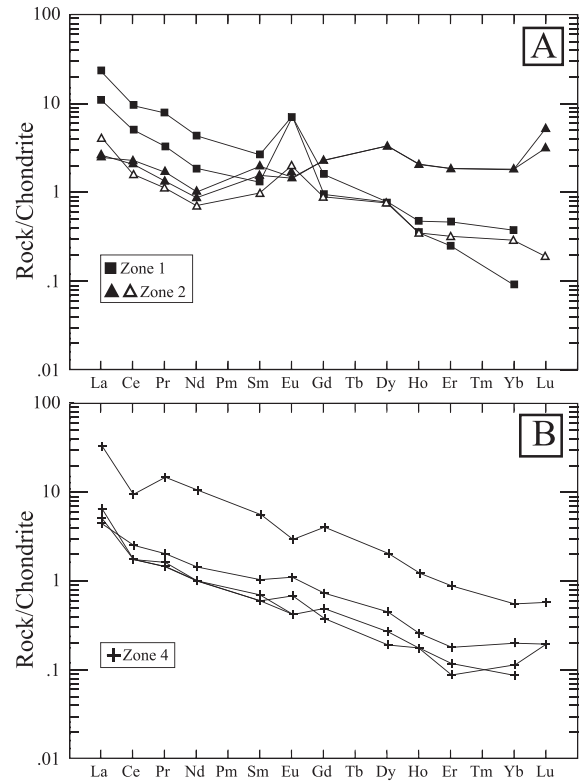 100
A
10
Rock/Chondrite
1
Zone 1
Zone 2
.1
.01
La Ce Pr Nd Pm Sm Eu Gd Tb Dy Ho Er Tm Yb Lu
100
B
10
Rock/Chondrite
1
Zone 4
.1
.01
La Ce Pr Nd Pm Sm Eu Gd Tb Dy Ho Er Tm Yb Lu